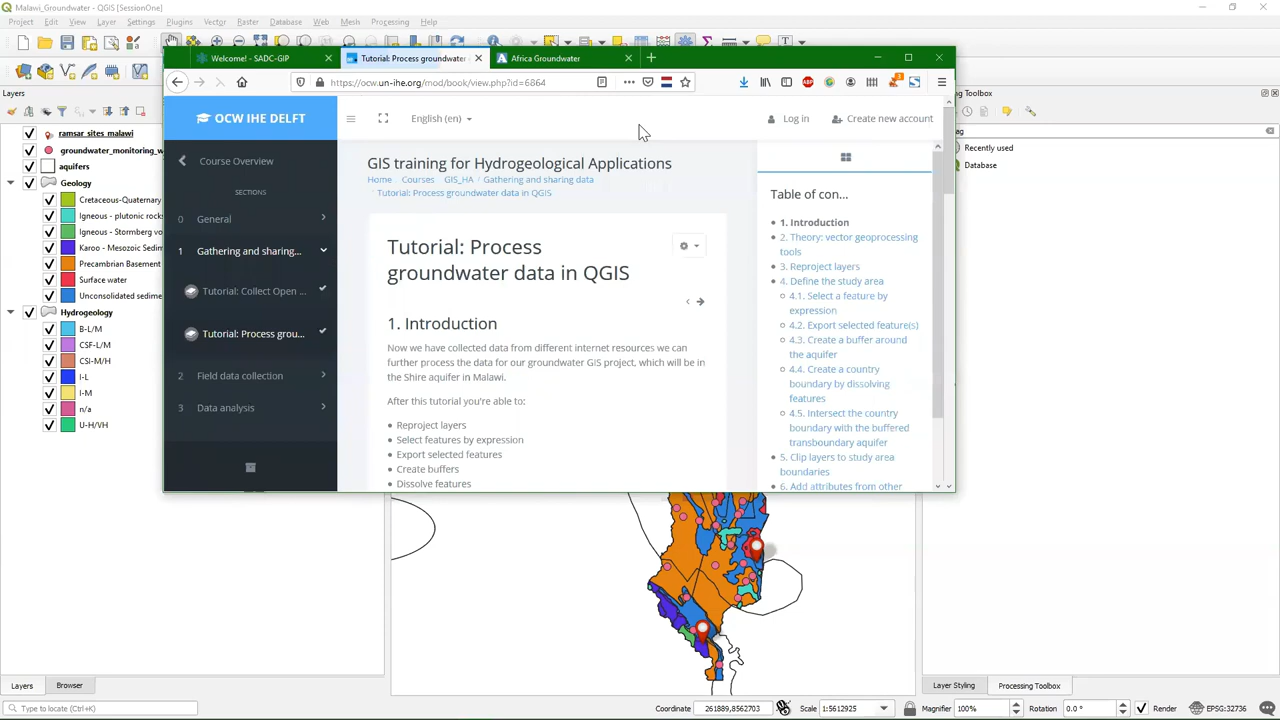 Malawi_Groundwater - QGIS [SessionOne]
Project Edit View Layer Settings Plugins Vector Raster Database Web Mesh Processing Help
Welcome! - SADC-GIP
Tutorial: Process groundwater
Africa Groundwater
https://ocw.un-ihe.org/mod/book/view.php?id=6864
OCW IHE DELFT
English (en)
Log in
Create new account
Course Overview
SECTIONS
0 General
1 Gathering and sharing...
Tutorial: Collect Open ...
Tutorial: Process grou...
2 Field data collection
3 Data analysis
GIS training for Hydrogeological Applications
Home Courses GIS_HA Gathering and sharing data
Tutorial: Process groundwater data in QGIS
Tutorial: Process
groundwater data in QGIS
1. Introduction
Now we have collected data from different internet resources we can
further process the data for our groundwater GIS project, which will be in
the Shire aquifer in Malawi.
After this tutorial you're able to:
Reproject layers
Select features by expression
Export selected features
Create buffers
Dissolve features
Table of con...
1. Introduction
2. Theory: vector geoprocessing
tools
3. Reproject layers
4. Define the study area
4.1. Select a feature by
expression
4.2. Export selected feature(s)
4.3. Create a buffer around
the aquifer
4.4. Create a country
boundary by dissolving
features
4.5. Intersect the country
boundary with the buffered
transboundary aquifer
5. Clip layers to study area
boundaries
6. Add attributes from other
Layers
ramsar_sites_malawi
groundwater_monitoring_w
aquifers
Geology
Cretaceous-Quaternary
Igneous - plutonic rocks
Igneous - Stormberg vo
Karoo - Mesozoic Sedim
Precambrian Basement
Surface water
Unconsolidated sedime
Hydrogeology
B-L/M
CSF-L/M
CSI-M/H
I-L
I-M
n/a
U-H/VH
Toolbox
Recently used
Database
Layers Browser
Layer Styling Processing Toolbox
Type to locate (Ctrl+K)
Coordinate 261889,8562703 Scale 1:5612925 Magnifier 100% Rotation 0.0 ° Render EPSG:32736